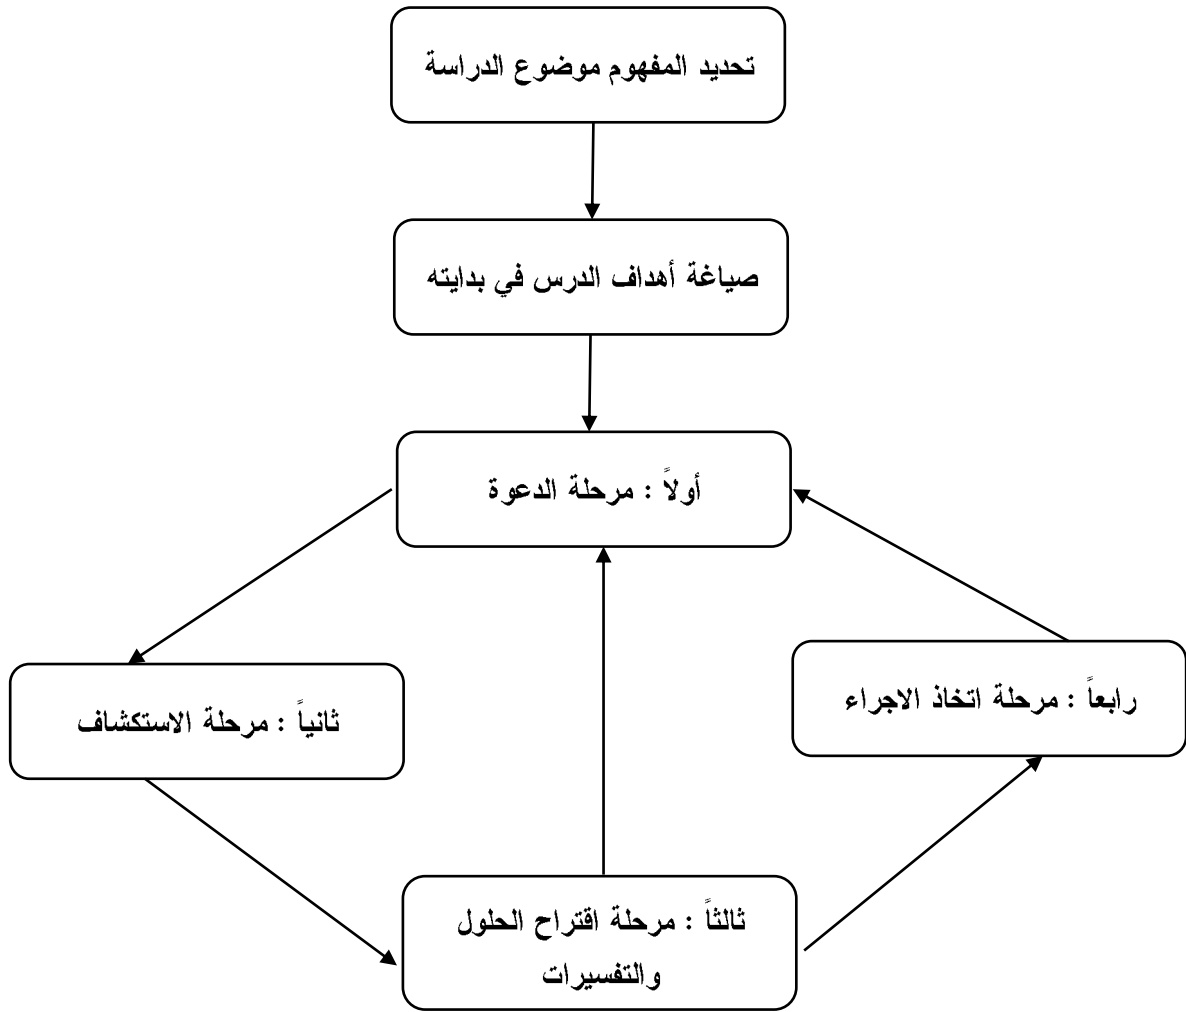 تحديد المفهوم موضوع الدراسة
صياغة أهداف الدرس في بدايته
أولاً : مرحلة الدعوة
ثانياً : مرحلة الاستكشاف
رابعاً : مرحلة اتخاذ الاجراء
ثالثاً : مرحلة اقتراح الحلول
والتفسيرات